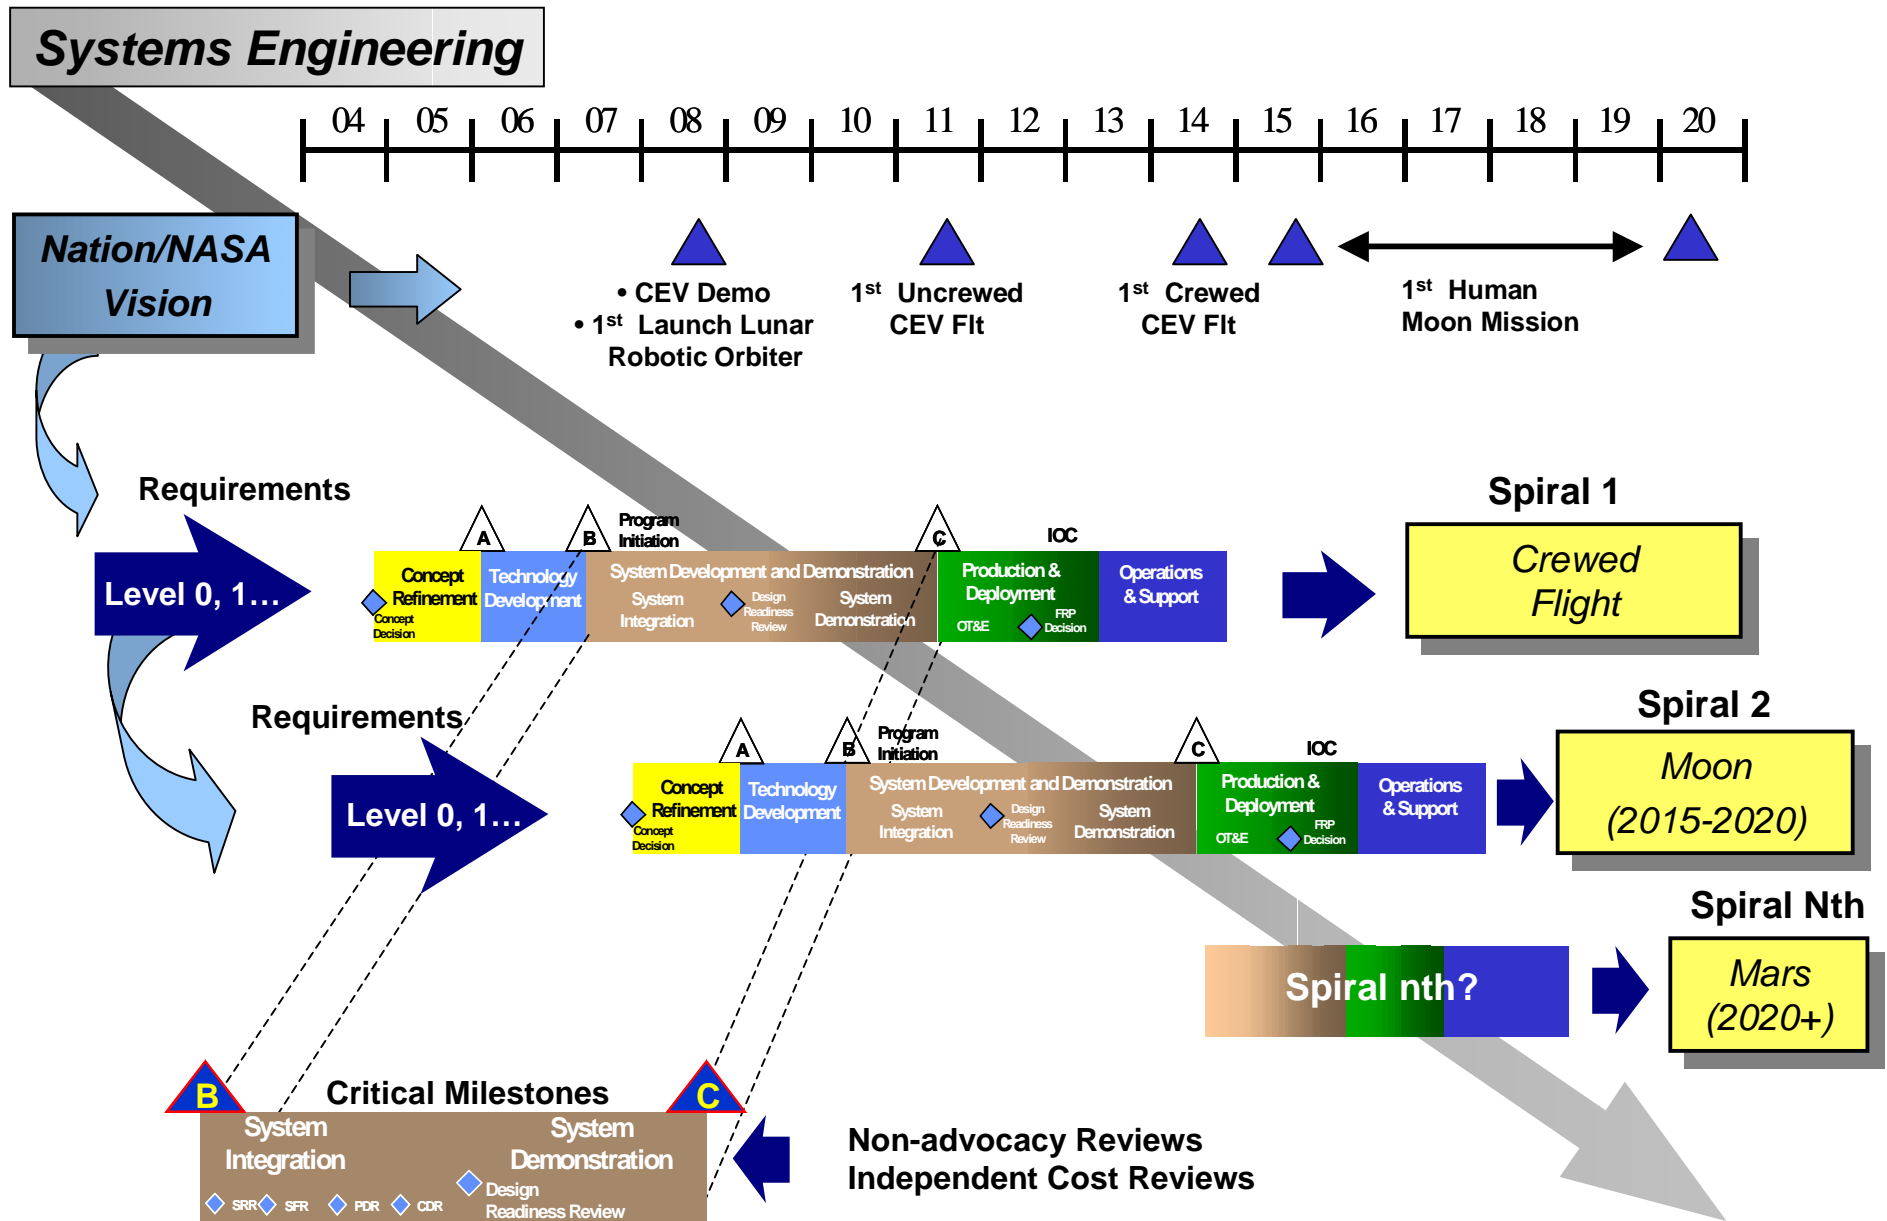 Systems Engineering
04 05 06 07 08 09 10 11 12 13 14 15 16 17 18 19 20
Nation/NASA
Vision
• CEV Demo
• 1st Launch Lunar
Robotic Orbiter
1st Uncrewed
CEV Flt
1st Crewed
CEV Flt
1st Human
Moon Mission
Requirements
Level 0, 1…
A
B
Program
Initiation
C
IOC
Concept
Refinement
Concept
Decision
Technology
Development
System Development and Demonstration
System
Integration
Design
Readiness
Review
System
Demonstration
Production &
Deployment
OT&E
FRP
Decision
Operations
& Support
Spiral 1
Crewed
Flight
Requirements
Level 0, 1…
A
B
Program
Initiation
C
IOC
Concept
Refinement
Concept
Decision
Technology
Development
System Development and Demonstration
System
Integration
Design
Readiness
Review
System
Demonstration
Production &
Deployment
OT&E
FRP
Decision
Operations
& Support
Spiral 2
Moon
(2015-2020)
Spiral nth?
Spiral Nth
Mars
(2020+)
B
Critical Milestones
C
System
Integration
System
Demonstration
SRR
SFR
PDR
CDR
Design
Readiness Review
Non-advocacy Reviews
Independent Cost Reviews